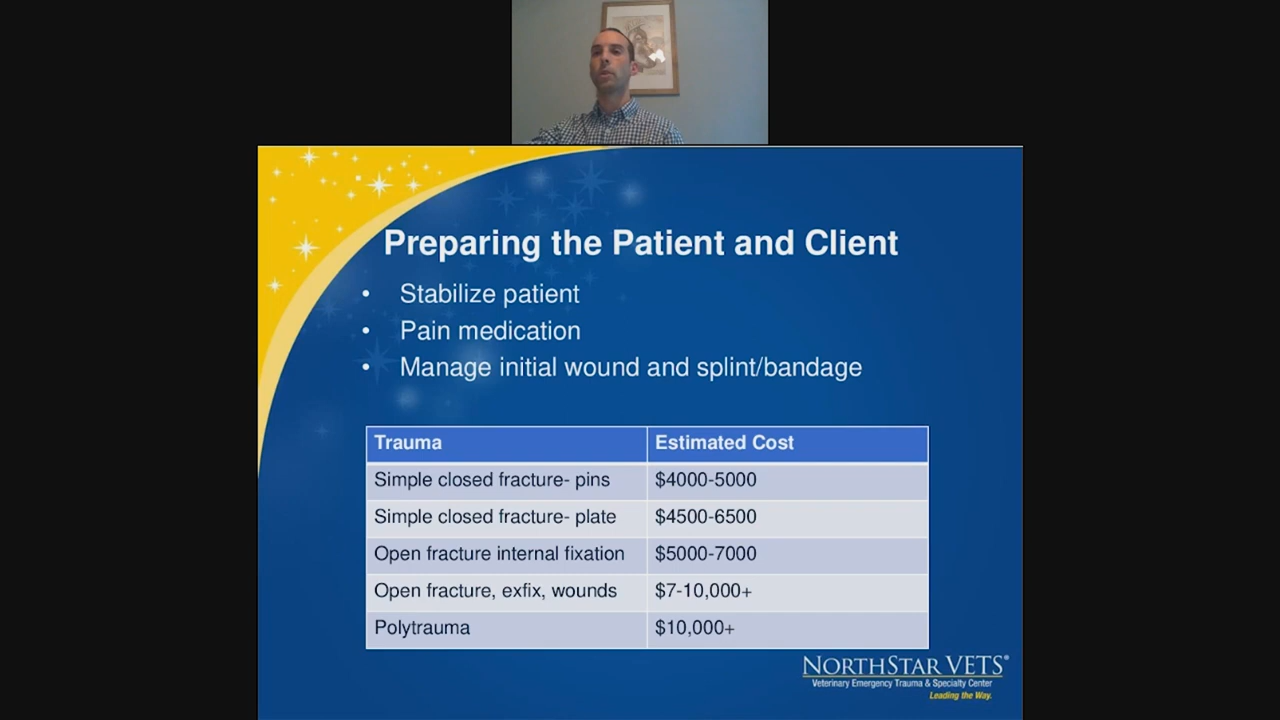 Preparing the Patient and Client
• Stabilize patient
• Pain medication
• Manage initial wound and splint/bandage
Trauma Estimated Cost
Simple closed fracture- pins $4000-5000
Simple closed fracture- plate $4500-6500
Open fracture internal fixation $5000-7000
Open fracture, exfix, wounds $7-10,000+
Polytrauma $10,000+
NORTHSTAR VETS®
Veterinary Emergency Trauma & Specialty Center
Leading the Way.